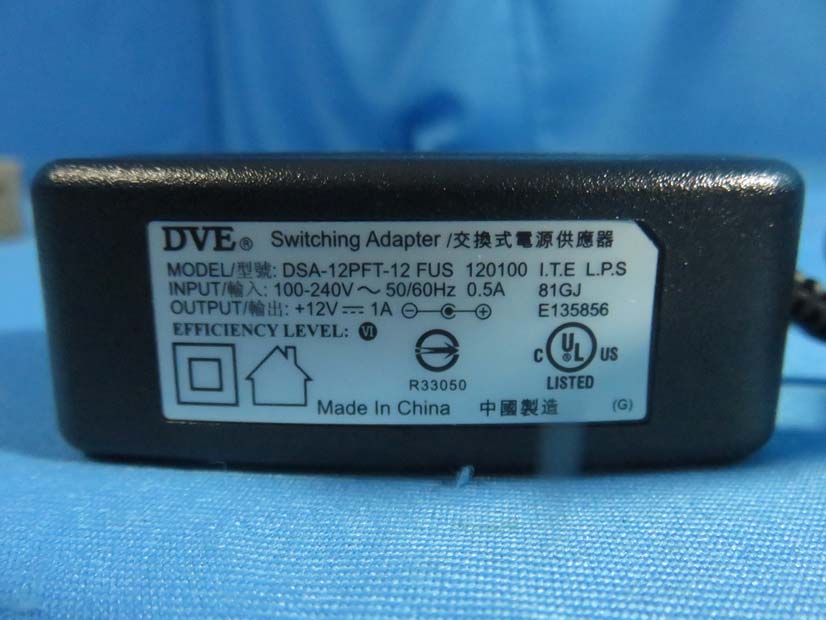 DVE® Switching Adapter /交換式電源供應器
MODEL/型號: DSA-12PFT-12 FUS 120100 I.T.E L.P.S
INPUT/輸入: 100-240V ～ 50/60Hz 0.5A 81GJ
OUTPUT/輸出: +12V⎓1A E135856
EFFICIENCY LEVEL: VI
R33050
C UL® US
LISTED
Made In China 中國製造 (G)